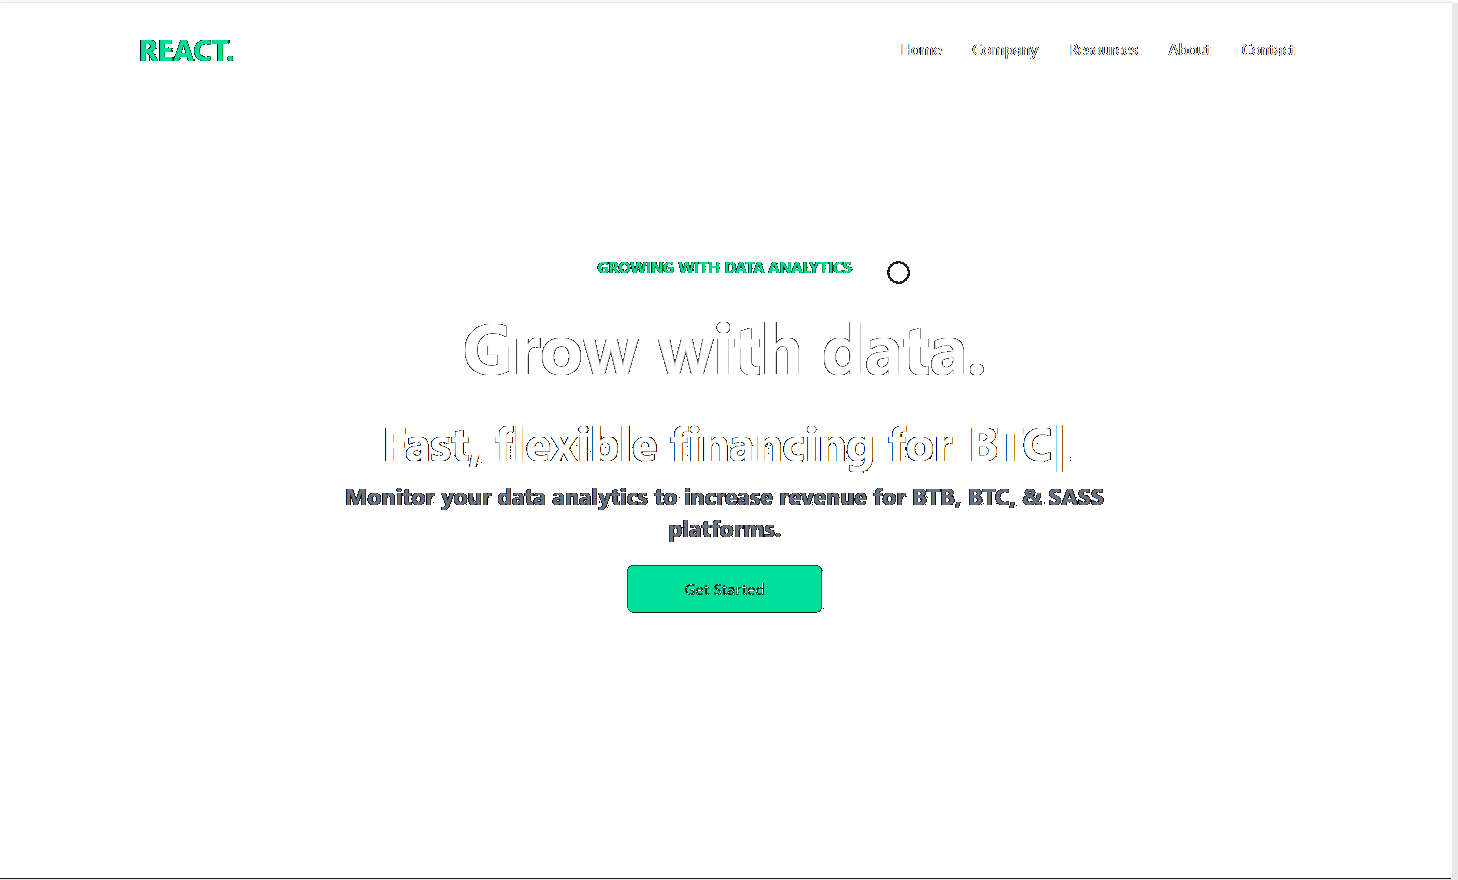 REACT.
Home Company Resources About Contact
GROWING WITH DATA ANALYTICS
Grow with data.
Fast, flexible financing for BTC|
Monitor your data analytics to increase revenue for BTB, BTC, & SASS
platforms.
Get Started